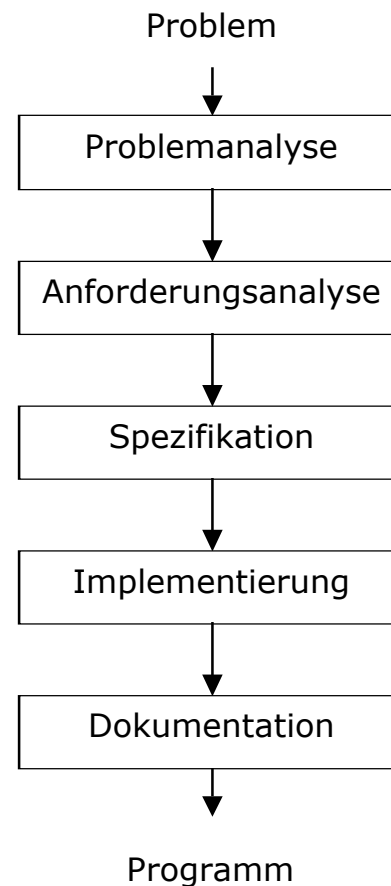 Problem
Problemanalyse
Anforderungsanalyse
Spezifikation
Implementierung
Dokumentation
Programm